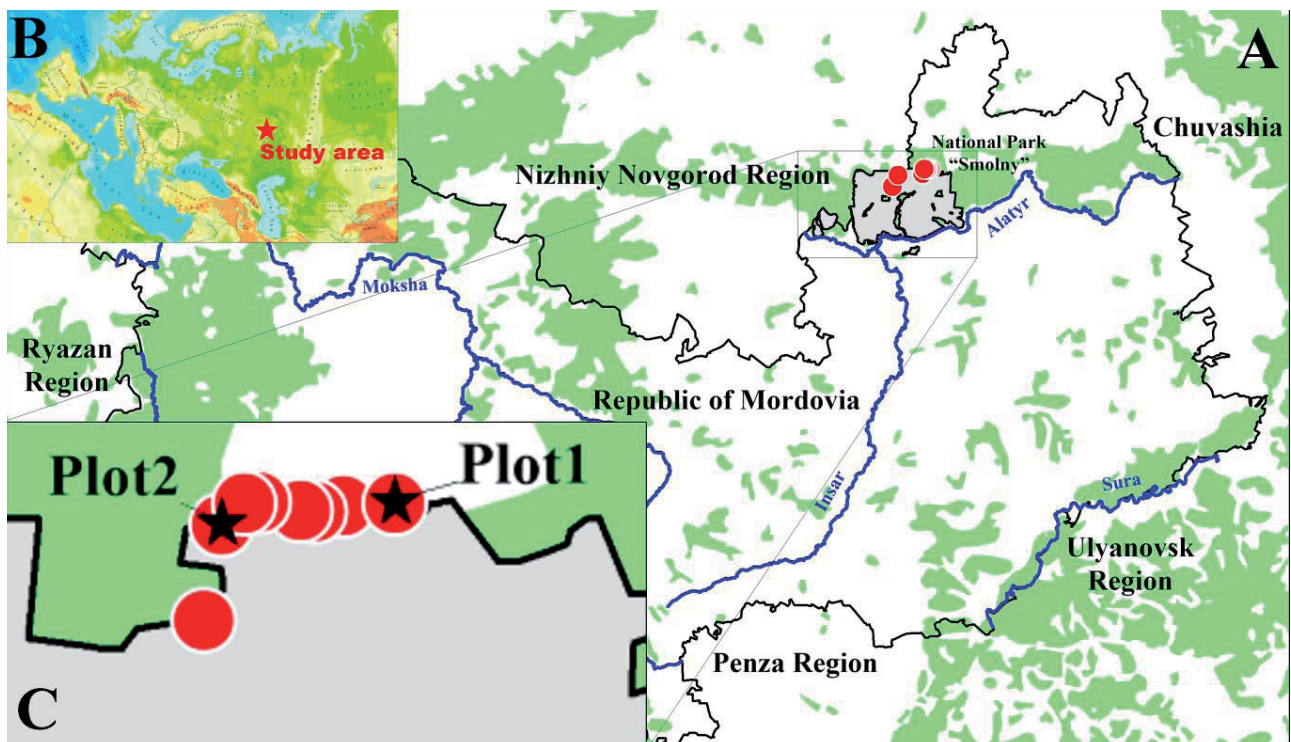 B
Study area
A
Chuvashia
National Park
“Smolny”
Nizhniy Novgorod Region
Alatyr
Moksha
Ryazan
Region
Republic of Mordovia
Plot2
Plot1
Insar
Sura
Ulyanovsk
Region
Penza Region
C